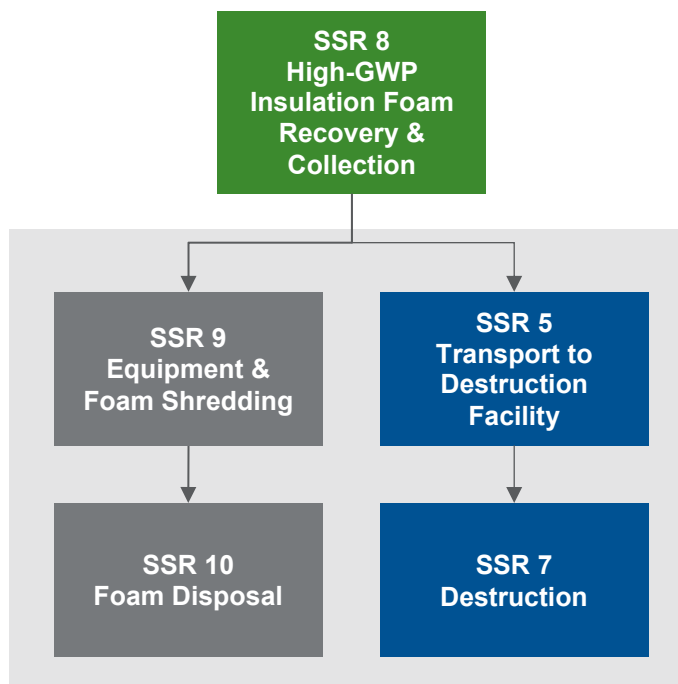 SSR 8
High-GWP
Insulation Foam
Recovery &
Collection
SSR 9
Equipment &
Foam Shredding
SSR 5
Transport to
Destruction
Facility
SSR 10
Foam Disposal
SSR 7
Destruction